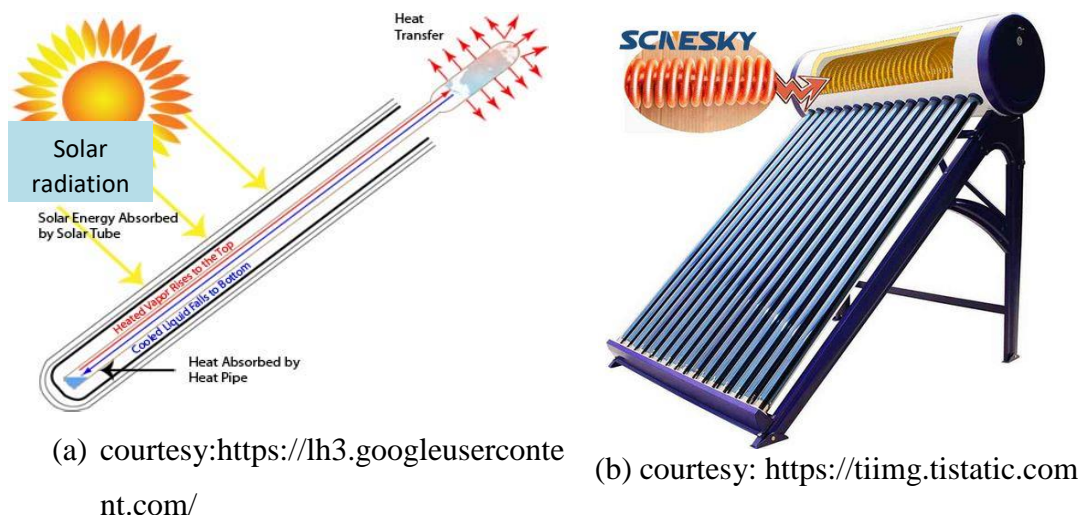 Heat
Transfer
Solar
radiation
Solar Energy Absorbed
by Solar Tube
Heated Vapor Rises to the Top
Cooled Liquid Falls to Bottom
Heat Absorbed by
Heat Pipe
(a) courtesy:https://lh3.googleuserconte
nt.com/
SCNESKY
(b) courtesy: https://tiimg.tistatic.com